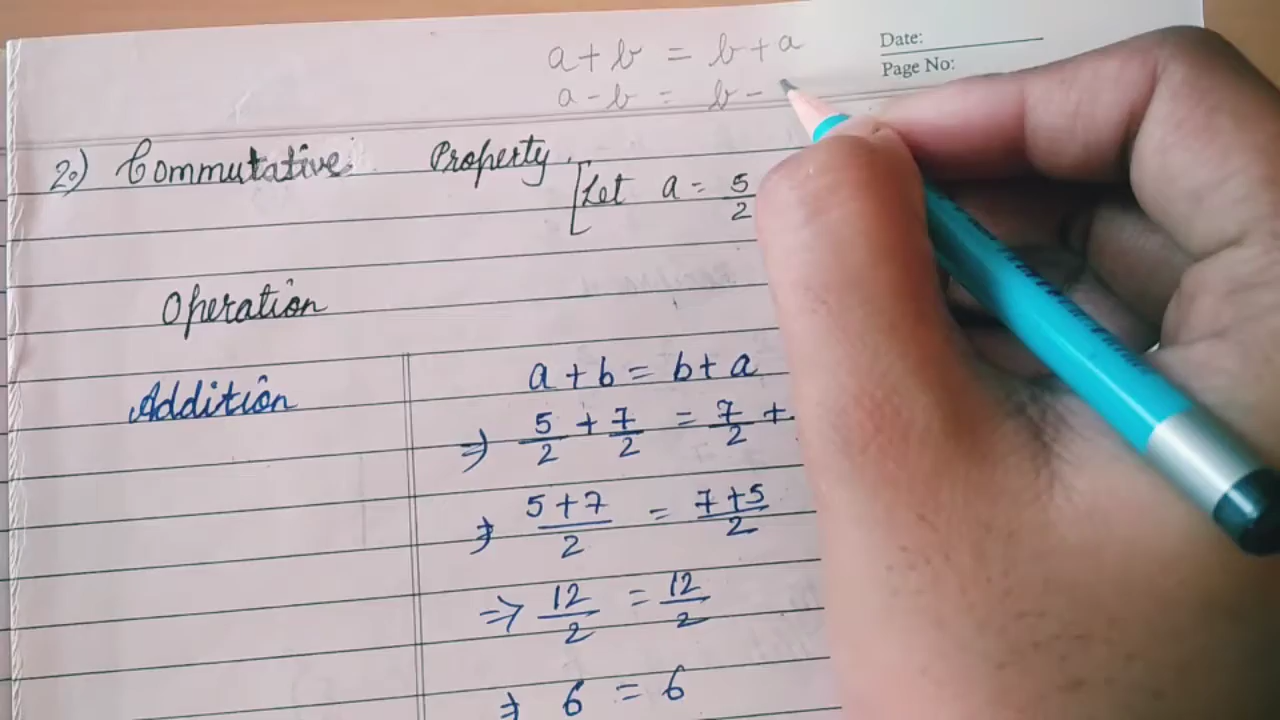 a + b = b + a
a - b = b -
Date:
Page No:
2.) Commutative Property.
[Let a = 5/2
Operation
Addition
a + b = b + a
⇒ 5/2 + 7/2 = 7/2 +
⇒ 5+7/2 = 7+5/2
⇒ 12/2 = 12/2
⇒ 6 = 6